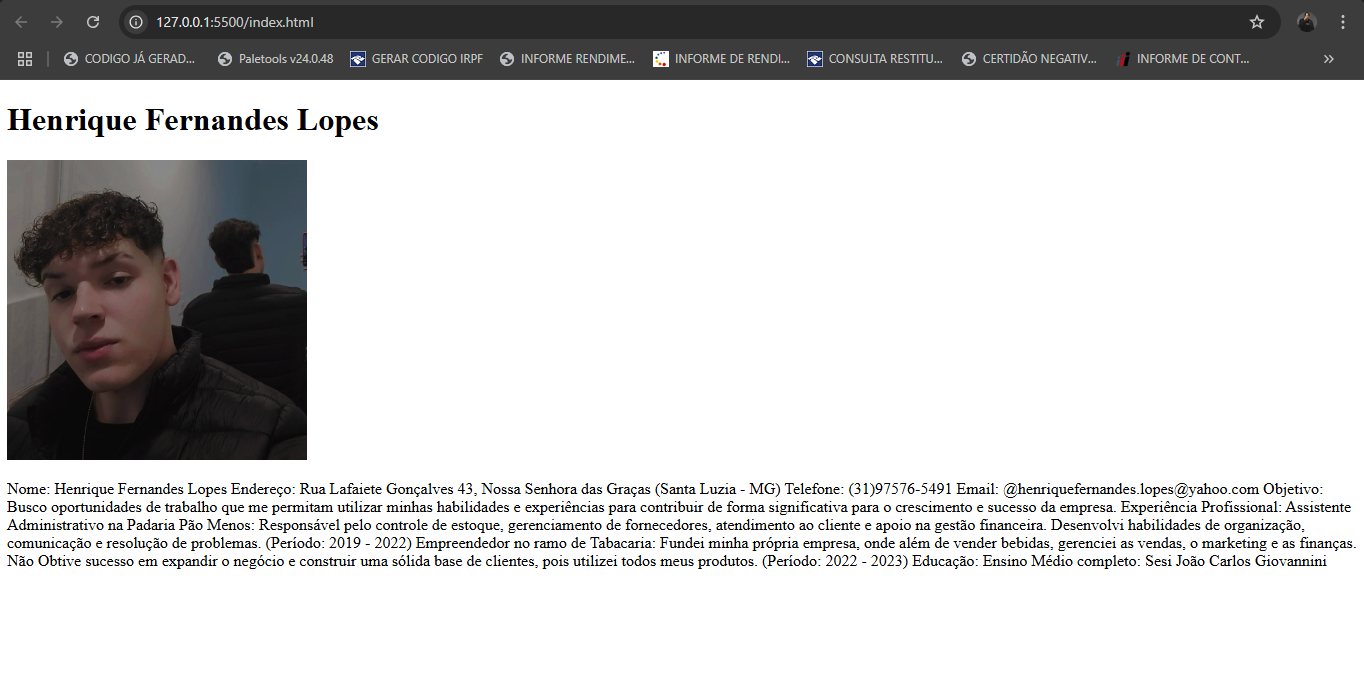 127.0.0.1:5500/index.html
CODIGO JÁ GERAD... Paletools v24.0.48 GERAR CODIGO IRPF INFORME RENDIME... INFORME DE RENDI... CONSULTA RESTITU... CERTIDÃO NEGATIV... INFORME DE CONT...
Henrique Fernandes Lopes
Nome: Henrique Fernandes Lopes Endereço: Rua Lafaiete Gonçalves 43, Nossa Senhora das Graças (Santa Luzia - MG) Telefone: (31)97576-5491 Email: @henriquefernandes.lopes@yahoo.com Objetivo:
Busco oportunidades de trabalho que me permitam utilizar minhas habilidades e experiências para contribuir de forma significativa para o crescimento e sucesso da empresa. Experiência Profissional: Assistente
Administrativo na Padaria Pão Menos: Responsável pelo controle de estoque, gerenciamento de fornecedores, atendimento ao cliente e apoio na gestão financeira. Desenvolvi habilidades de organização,
comunicação e resolução de problemas. (Período: 2019 - 2022) Empreendedor no ramo de Tabacaria: Fundei minha própria empresa, onde além de vender bebidas, gerenciei as vendas, o marketing e as finanças.
Não Obtive sucesso em expandir o negócio e construir uma sólida base de clientes, pois utilizei todos meus produtos. (Período: 2022 - 2023) Educação: Ensino Médio completo: Sesi João Carlos Giovannini